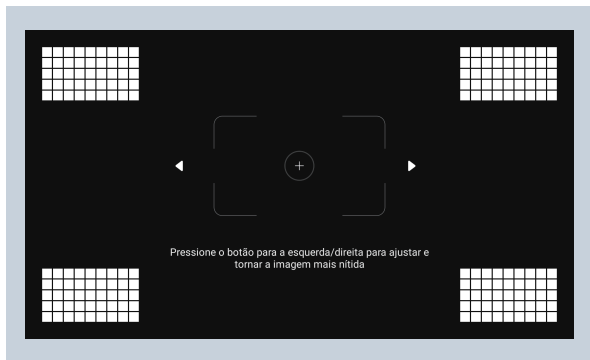 Pressione o botão para a esquerda/direita para ajustar e
tornar a imagem mais nítida